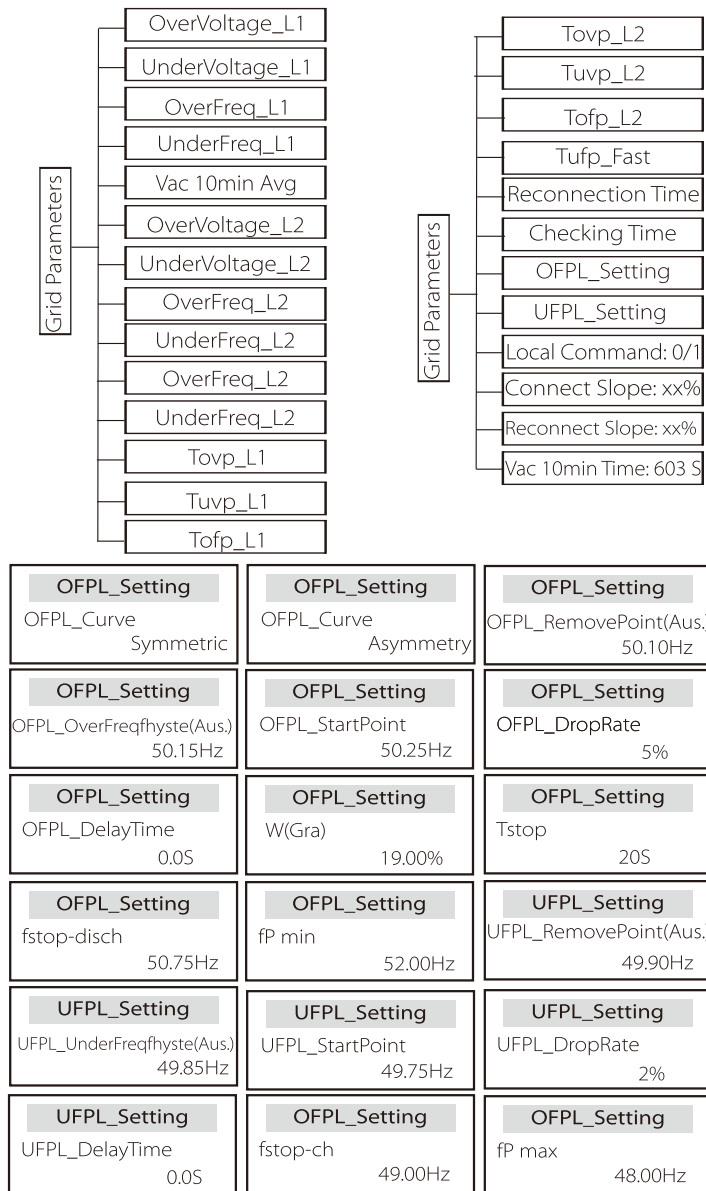 Grid Parameters
OverVoltage_L1
UnderVoltage_L1
OverFreq_L1
UnderFreq_L1
Vac 10min Avg
OverVoltage_L2
UnderVoltage_L2
OverFreq_L2
UnderFreq_L2
OverFreq_L2
UnderFreq_L2
Tovp_L1
Tuvp_L1
Tofp_L1
Grid Parameters
Tovp_L2
Tuvp_L2
Tofp_L2
Tufp_Fast
Reconnection Time
Checking Time
OFPL_Setting
UFPL_Setting
Local Command: 0/1
Connect Slope: xx%
Reconnect Slope: xx%
Vac 10min Time: 603 S
OFPL_Setting
OFPL_Curve
Symmetric
OFPL_Setting
OFPL_Curve
Asymmetry
OFPL_Setting
OFPL_RemovePoint(Aus.)
50.10Hz
OFPL_Setting
OFPL_OverFreqfhyste(Aus.)
50.15Hz
OFPL_Setting
OFPL_StartPoint
50.25Hz
OFPL_Setting
OFPL_DropRate
5%
OFPL_Setting
OFPL_DelayTime
0.0S
OFPL_Setting
W(Gra)
19.00%
OFPL_Setting
Tstop
20S
OFPL_Setting
fstop-disch
50.75Hz
OFPL_Setting
fP min
52.00Hz
UFPL_Setting
UFPL_RemovePoint(Aus.)
49.90Hz
UFPL_Setting
UFPL_UnderFreqfhyste(Aus.)
49.85Hz
UFPL_Setting
UFPL_StartPoint
49.75Hz
UFPL_Setting
UFPL_DropRate
2%
UFPL_Setting
UFPL_DelayTime
0.0S
OFPL_Setting
fstop-ch
49.00Hz
OFPL_Setting
fP max
48.00Hz